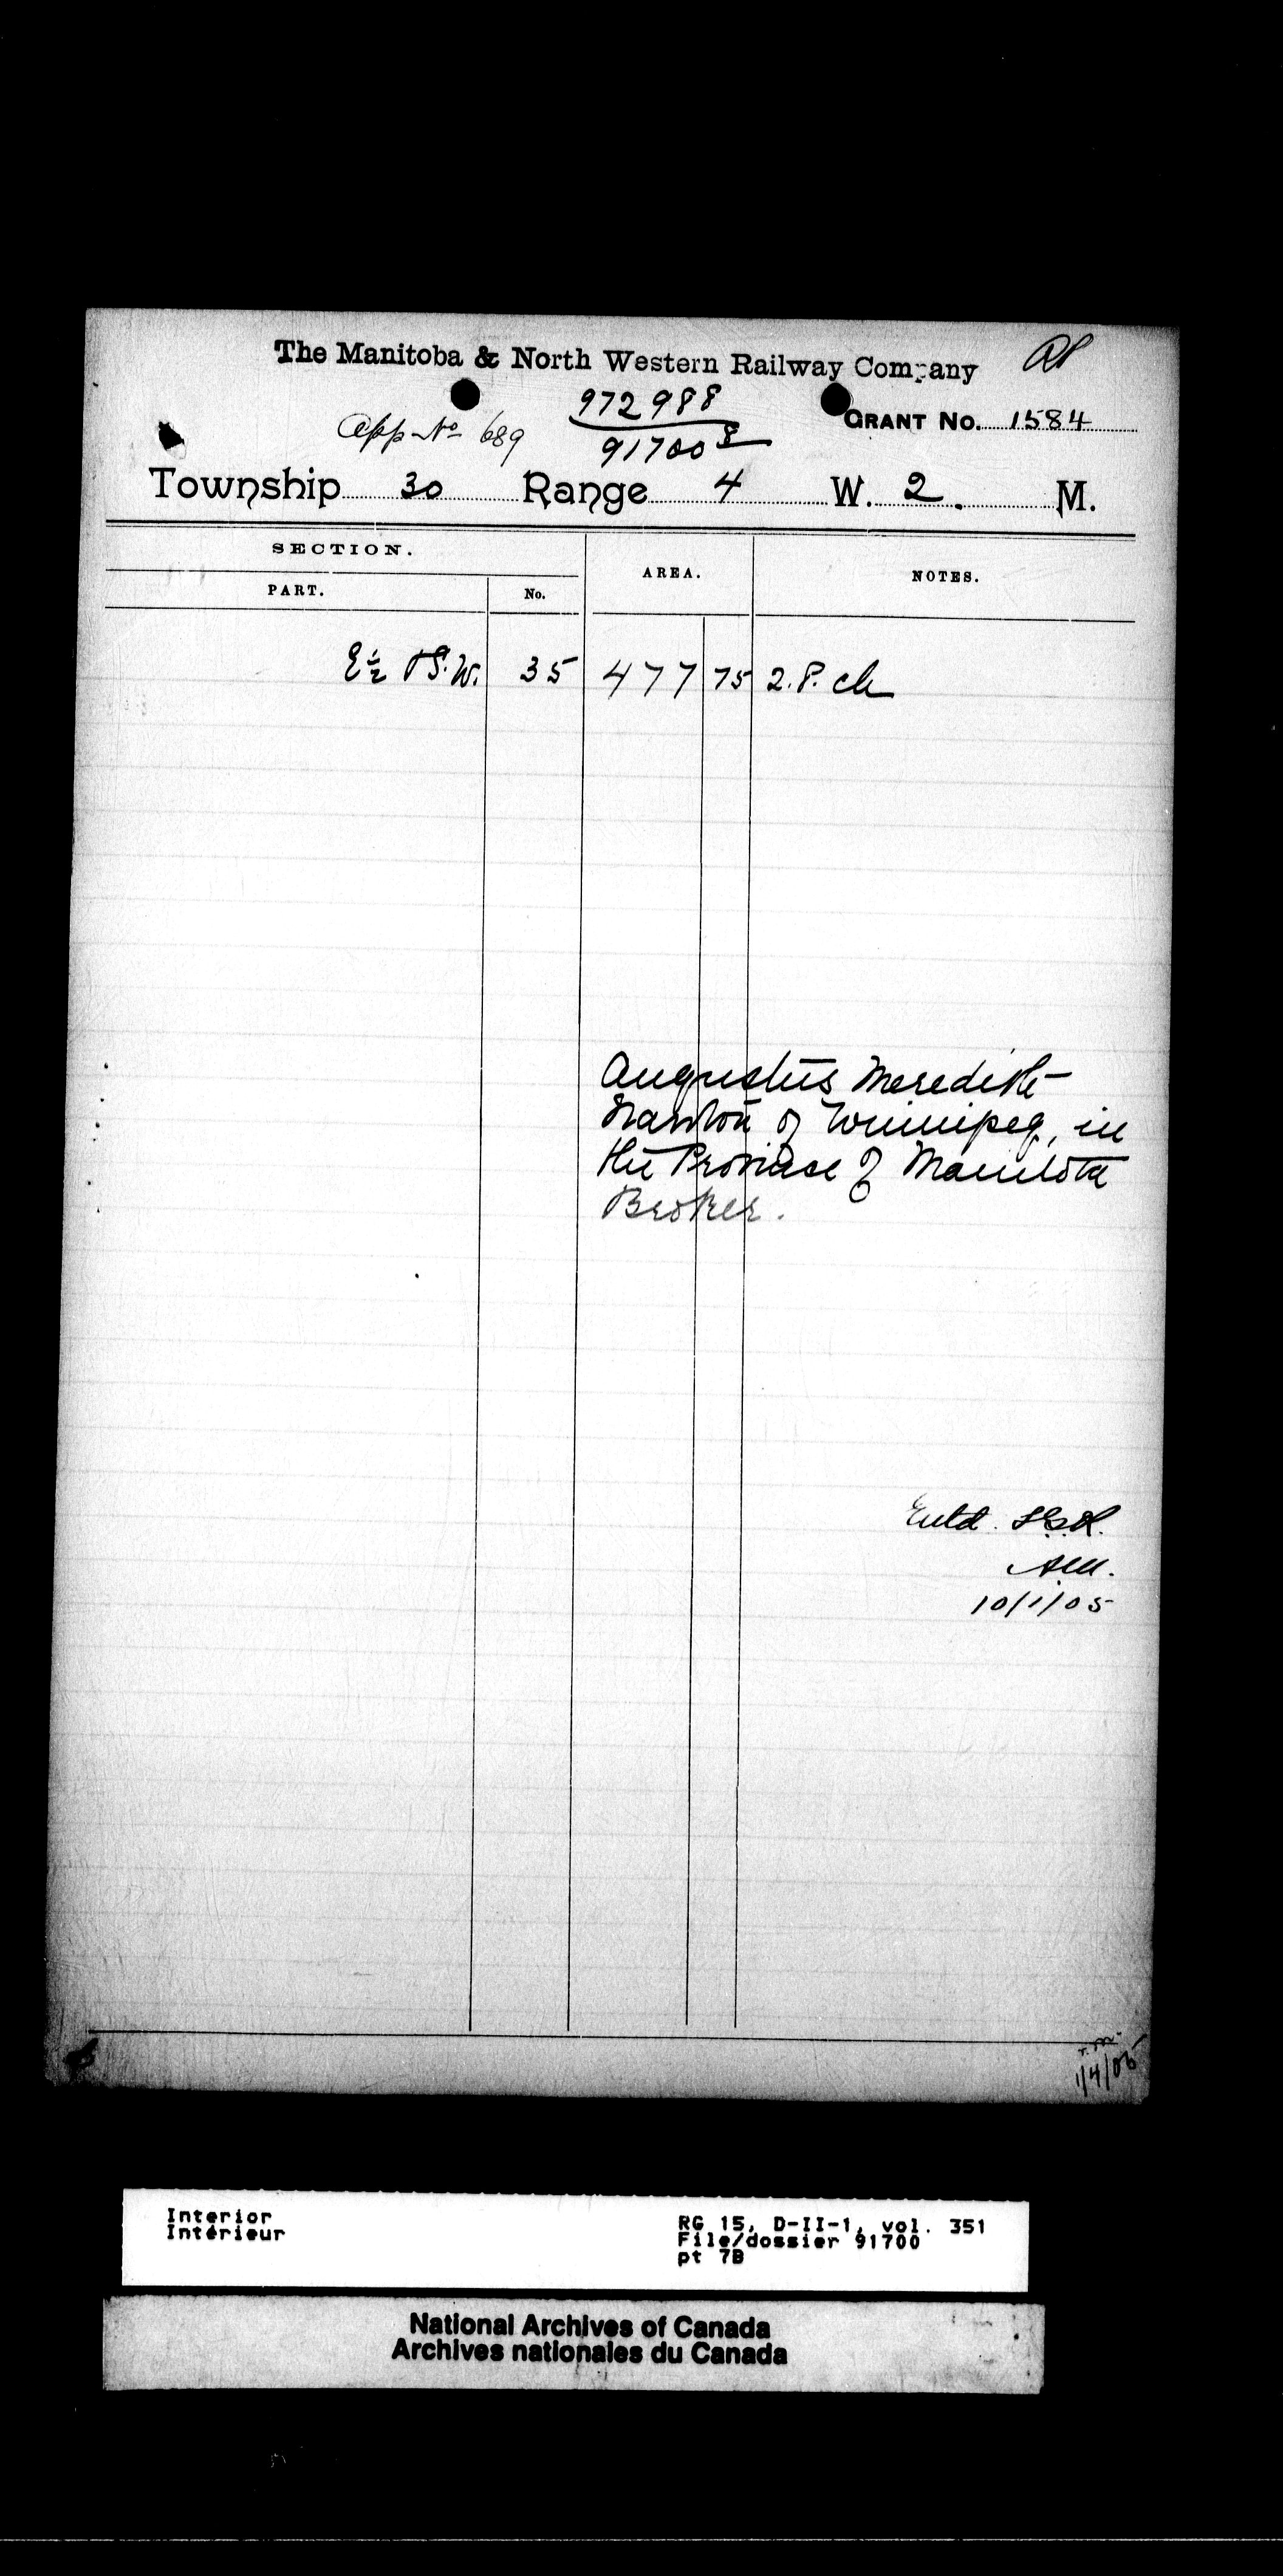 The Manitoba & North Western Railway Company
972988
App No 689
91700 8
GRANT No. 1584
Township 30 Range 4 W. 2. M.
SECTION.
AREA.
NOTES.
PART.
No.
E½ & S.W. 35 477 75 2.P. ch
Augustus Meredith
Nanton of Winnipeg, in
the Province of Manitoba
Broker.
Entd.
10/1/05
1/4/05
Interior
Intérieur
RG 15, D-II-1, vol. 351
File/dossier 91700
pt 7B
National Archives of Canada
Archives nationales du Canada